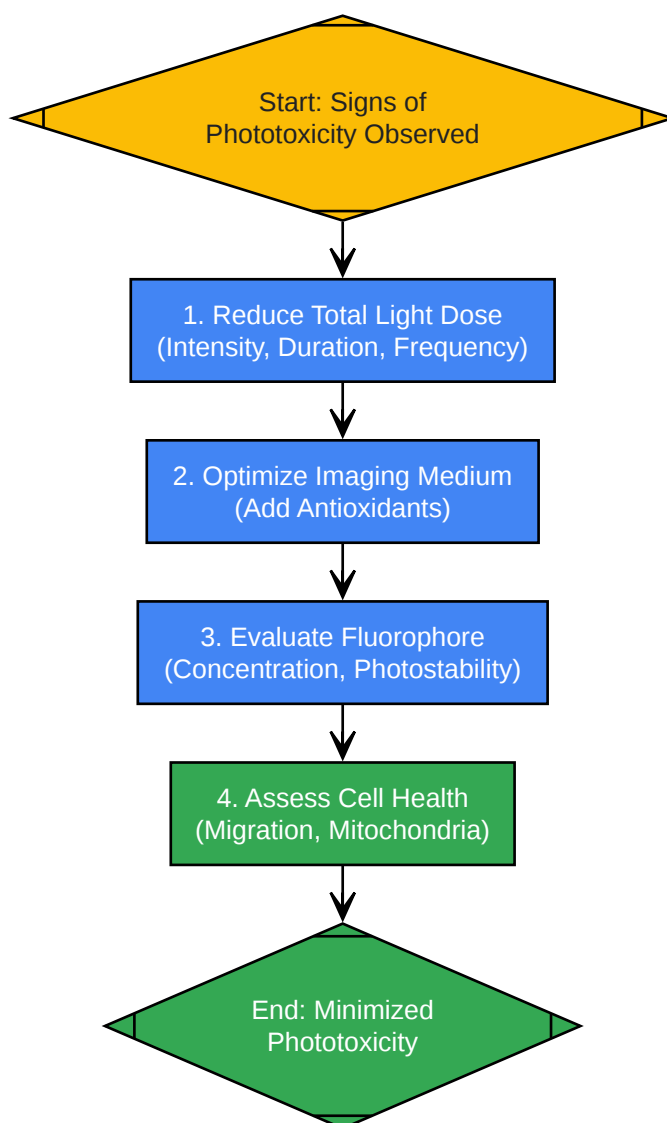 Start: Signs of
Phototoxicity Observed
1. Reduce Total Light Dose
(Intensity, Duration, Frequency)
2. Optimize Imaging Medium
(Add Antioxidants)
3. Evaluate Fluorophore
(Concentration, Photostability)
4. Assess Cell Health
(Migration, Mitochondria)
End: Minimized
Phototoxicity